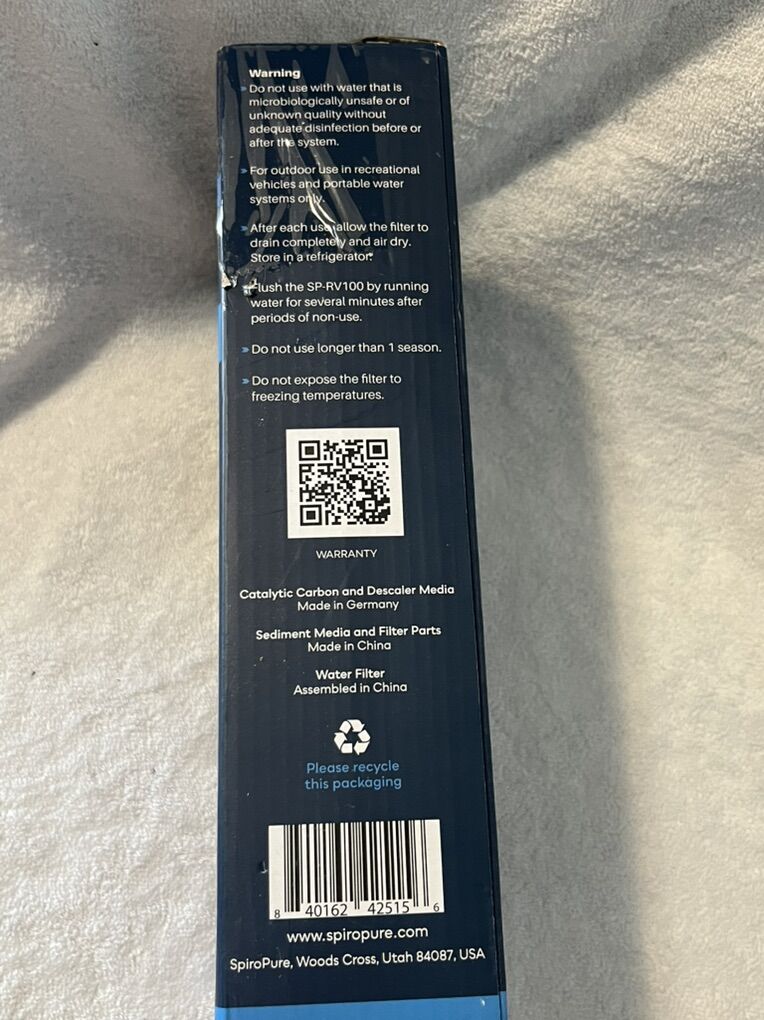 Warning
» Do not use with water that is
microbiologically unsafe or of
unknown quality without
adequate disinfection before or
after the system.
» For outdoor use in recreational
vehicles and portable water
systems only.
» After each use, allow the filter to
drain completely and air dry.
Store in a refrigerator.
Flush the SP-RV100 by running
water for several minutes after
periods of non-use.
» Do not use longer than 1 season.
» Do not expose the filter to
freezing temperatures.
WARRANTY
Catalytic Carbon and Descaler Media
Made in Germany
Sediment Media and Filter Parts
Made in China
Water Filter
Assembled in China
Please recycle
this packaging
8 40162 42515 6
www.spiropure.com
SpiroPure, Woods Cross, Utah 84087, USA